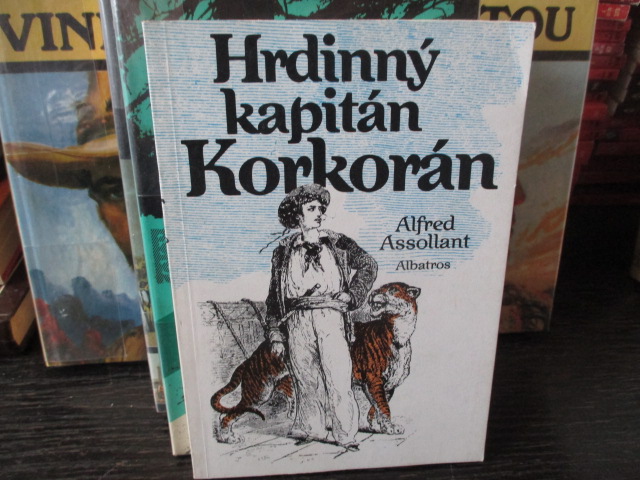 Hrdinný
kapitán
Korkorán
Alfred
Assollant
Albatros
VIN
TOU